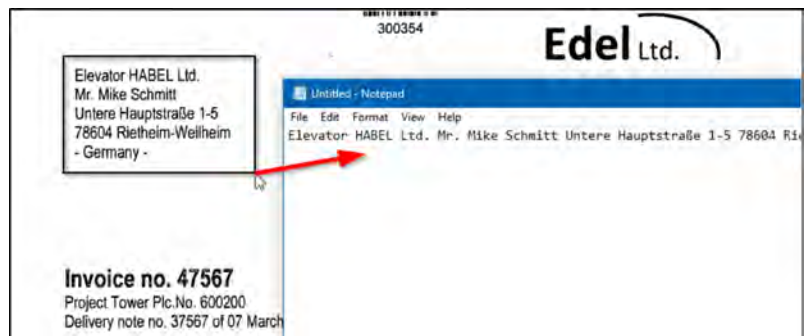 300354
Edel Ltd.
Elevator HABEL Ltd.
Mr. Mike Schmitt
Untere Hauptstraße 1-5
78604 Rietheim-Weilheim
- Germany -
Untitled - Notepad
File Edit Format View Help
Elevator HABEL Ltd. Mr. Mike Schmitt Untere Hauptstraße 1-5 78604 Rie
Invoice no. 47567
Project Tower Plc.No. 600200
Delivery note no. 37567 of 07 March